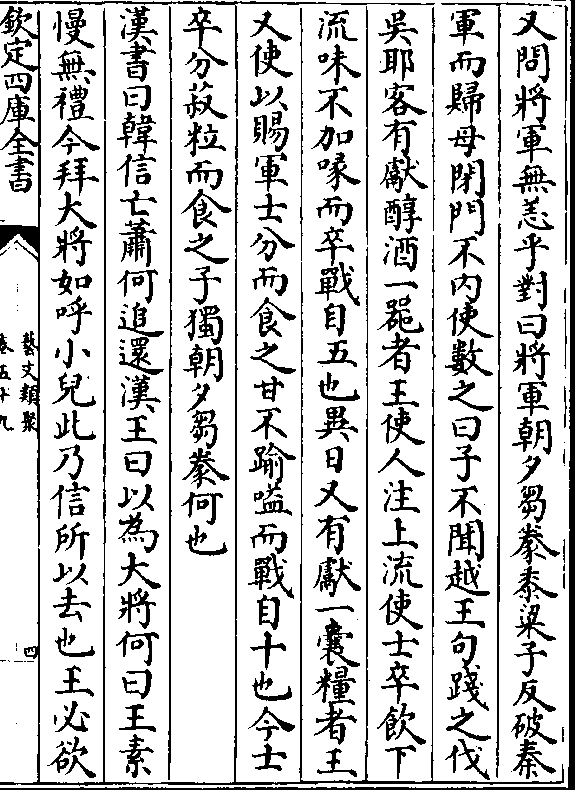 又問將軍無恙乎對曰將軍朝夕芻豢黍粱子反破秦
軍而歸母閉門不内使數之曰子不聞越王句踐之伐
吳耶客有獻醇酒一器者王使人注上流使士卒飲下
流味不加喙而卒戰自五也異日又有獻一囊糧者王
又使以賜軍士分而食之甘不踰嗌而戰自十也今士
卒分菽粒而食之子獨朝夕芻豢何也
漢書曰韓信亡蕭何追還漢王曰以為大將何曰王素
慢無禮今拜大將如呼小兒此乃信所以去也王必欲
欽定四庫全書
藝文類聚
卷五十九
四